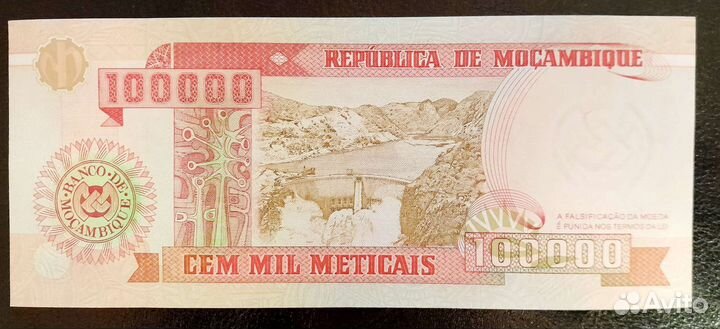 REPÚBLICA DE MOÇAMBIQUE
100000
BANCO DE MOÇAMBIQUE
A FALSIFICAÇÃO DA MOEDA
É PUNIDA NOS TERMOS DA LEI
100000
CEM MIL METICAIS
Avito